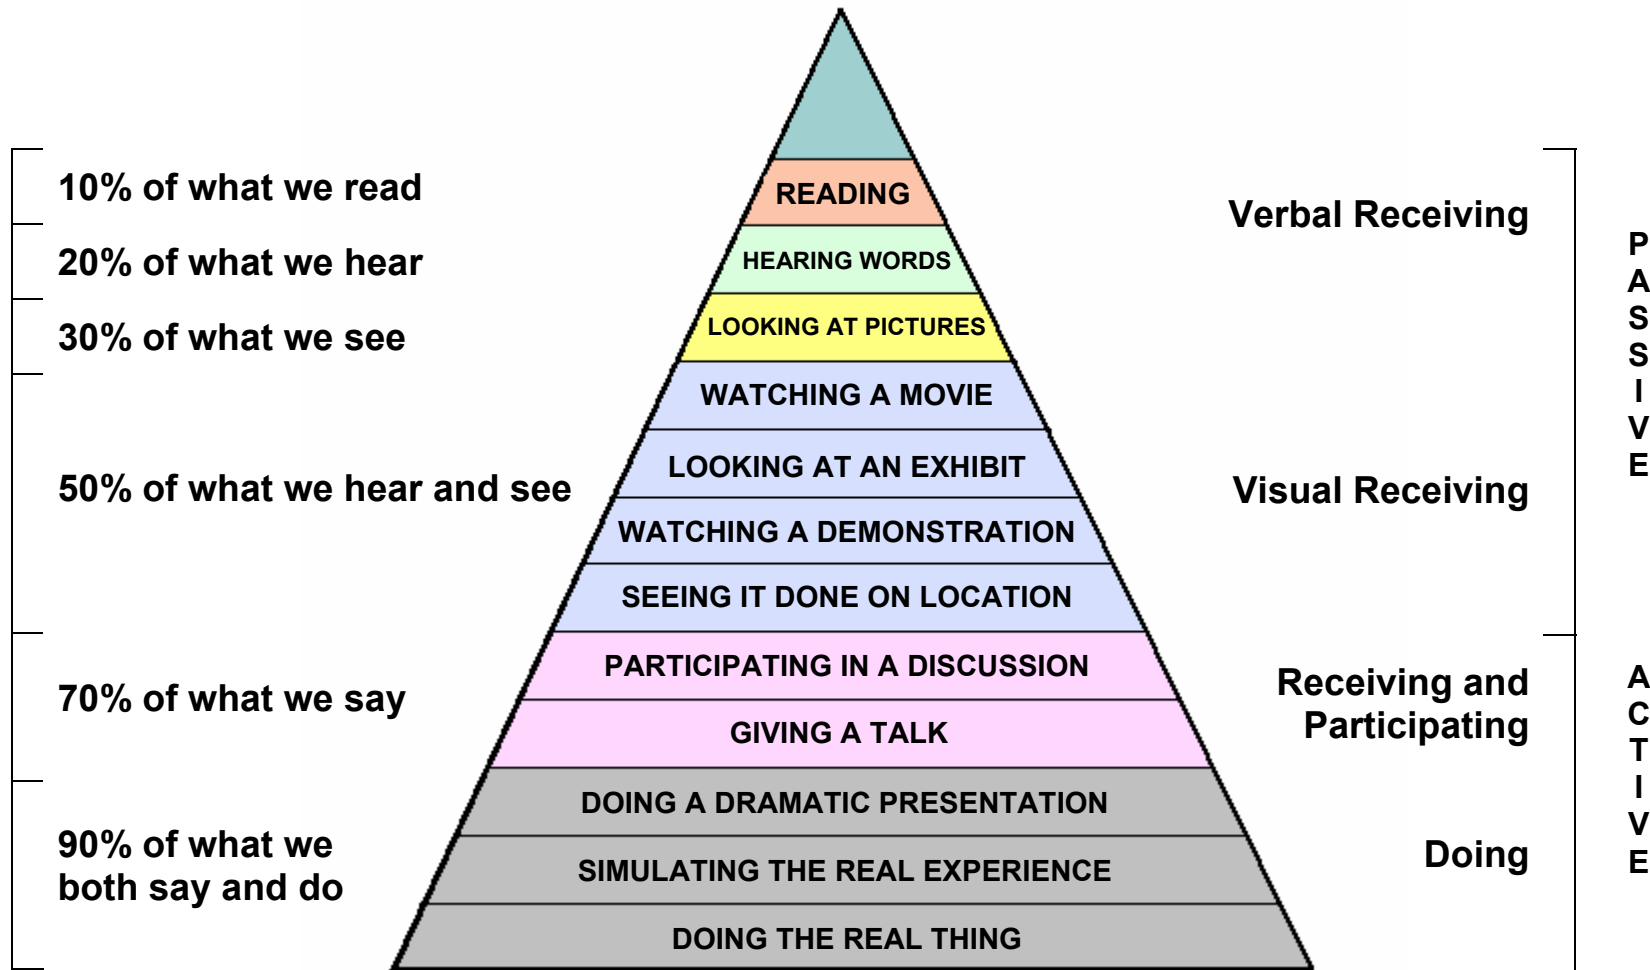 10% of what we read
READING
Verbal Receiving
20% of what we hear
HEARING WORDS
30% of what we see
LOOKING AT PICTURES
PASSIVE
WATCHING A MOVIE
50% of what we hear and see
LOOKING AT AN EXHIBIT
Visual Receiving
WATCHING A DEMONSTRATION
SEEING IT DONE ON LOCATION
70% of what we say
PARTICIPATING IN A DISCUSSION
GIVING A TALK
Receiving and
Participating
ACTIVE
90% of what we
both say and do
DOING A DRAMATIC PRESENTATION
SIMULATING THE REAL EXPERIENCE
DOING THE REAL THING
Doing